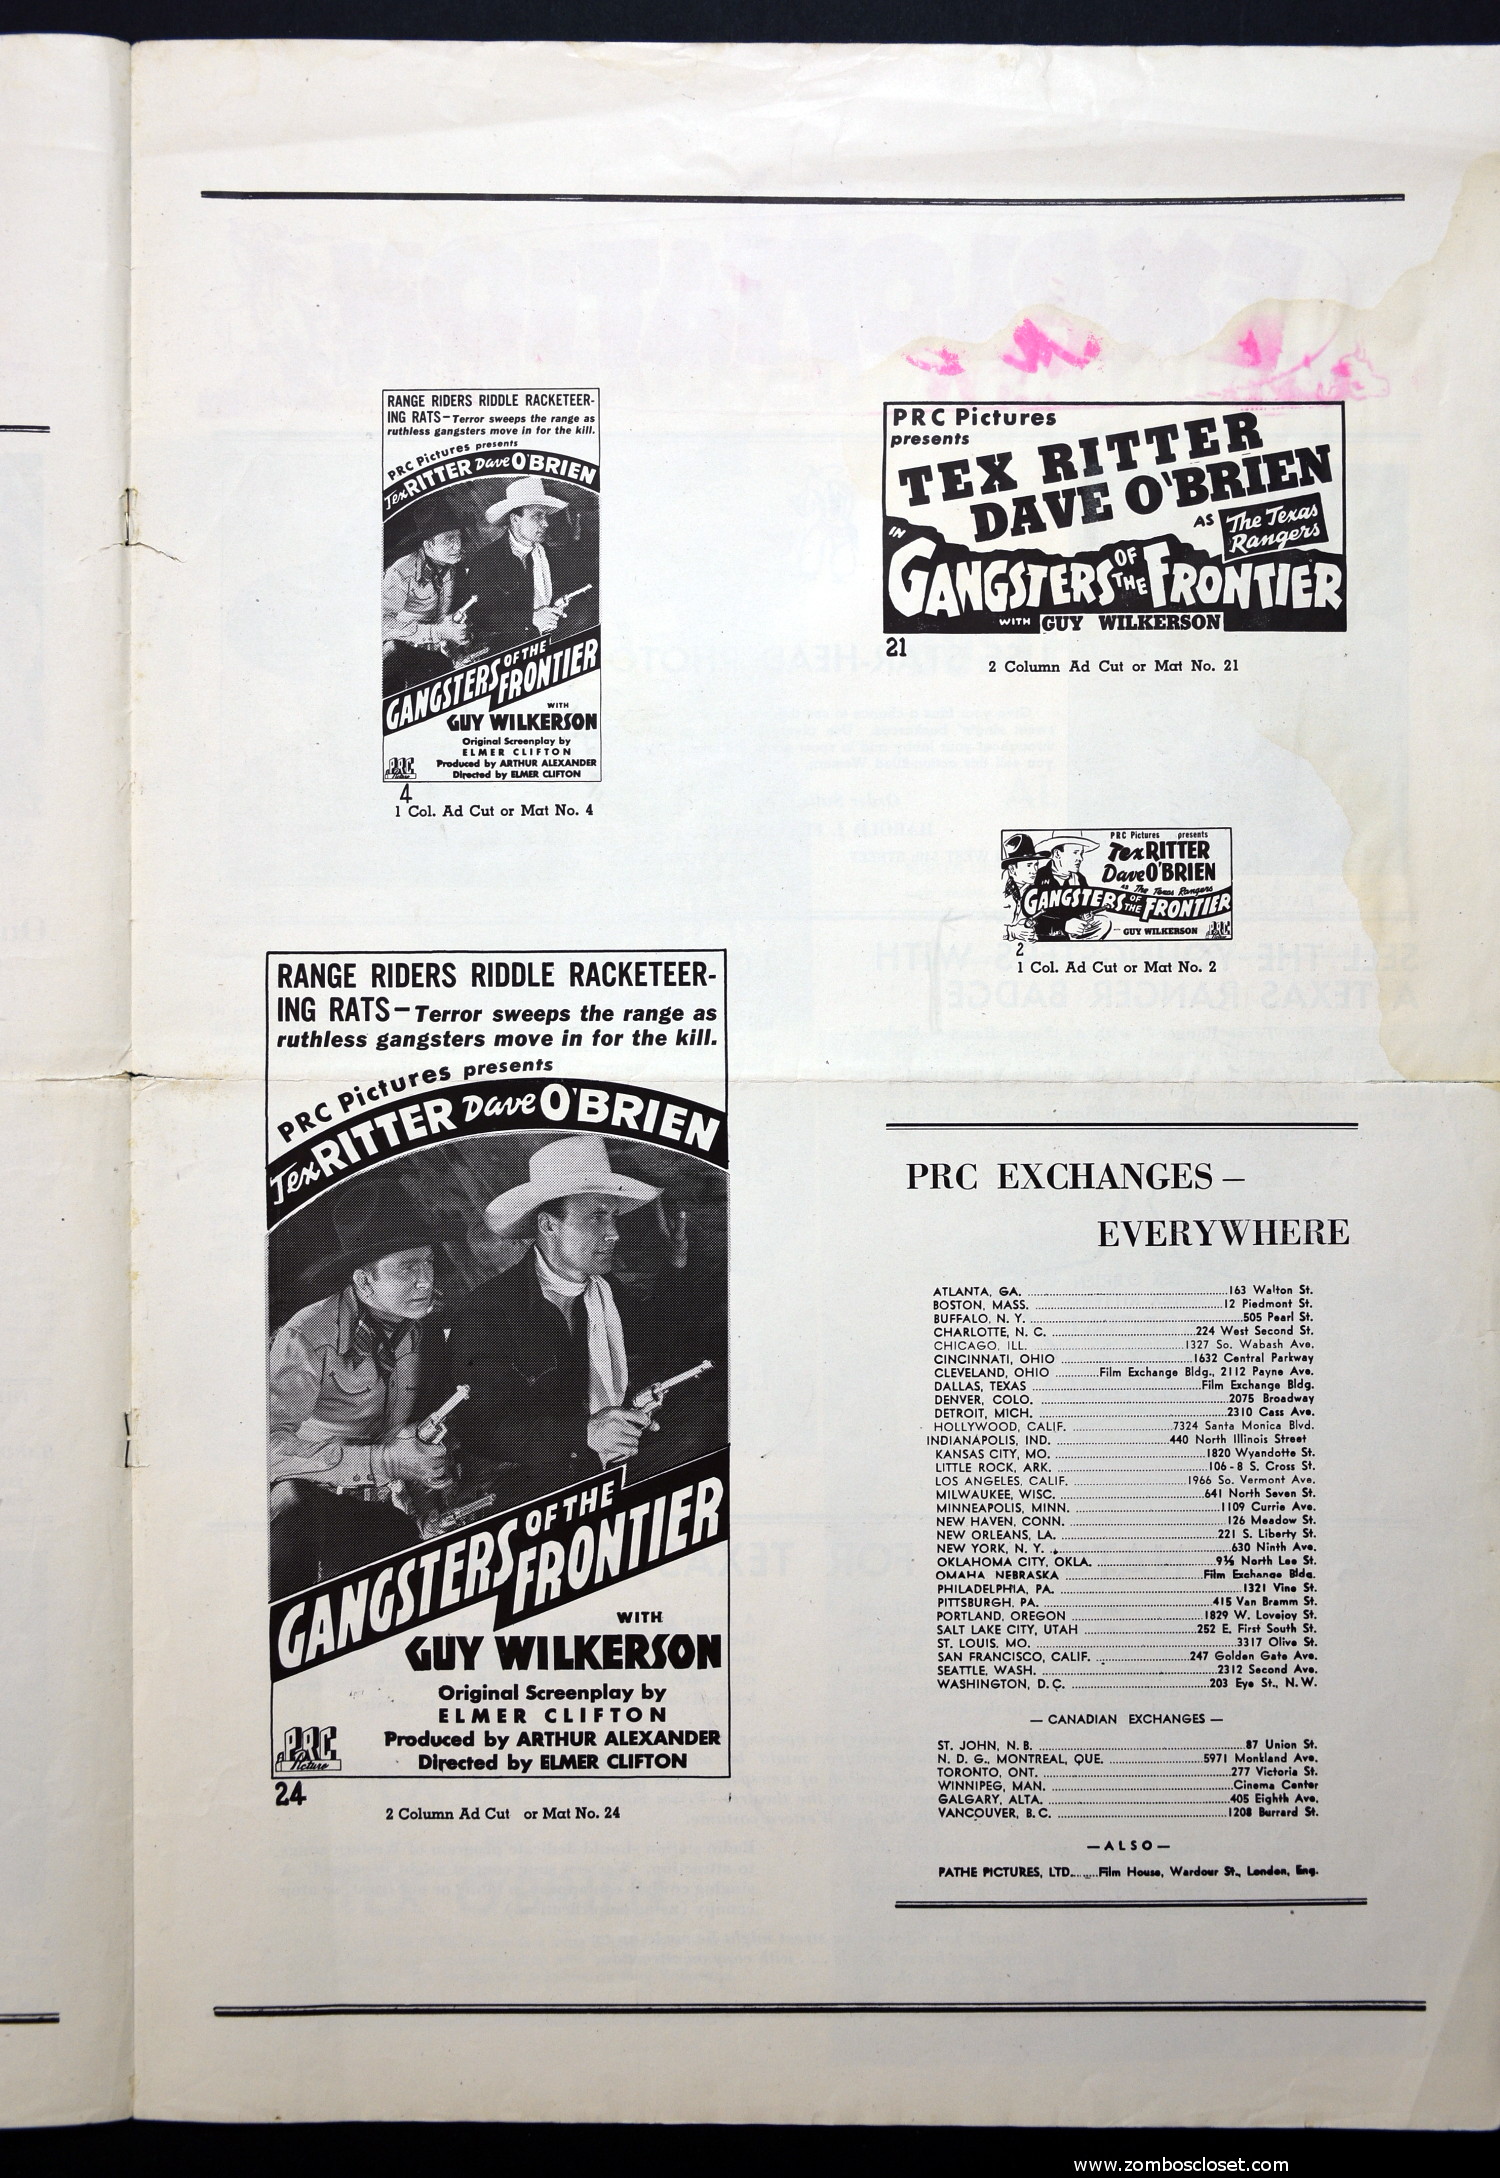 RANGE RIDERS RIDDLE RACKETEER-
ING RATS—Terror sweeps the range as
ruthless gangsters move in for the kill.
PRC Pictures presents
Tex RITTER Dave O'BRIEN
GANGSTERS OF THE
FRONTIER
WITH
GUY WILKERSON
Original Screenplay by
ELMER CLIFTON
Produced by ARTHUR ALEXANDER
Directed by ELMER CLIFTON
PRC
Picture
4
1 Col. Ad Cut or Mat No. 4
PRC Pictures
presents
TEX RITTER
DAVE O'BRIEN
AS The Texas
Rangers
IN
GANGSTERS OF THE FRONTIER
WITH GUY WILKERSON
21
2 Column Ad Cut or Mat No. 21
PRC Pictures presents
Tex RITTER
Dave O'BRIEN
as The Texas Rangers
IN
GANGSTERS OF THE FRONTIER
GUY WILKERSON
PRC
2
1 Col. Ad Cut or Mat No. 2
RANGE RIDERS RIDDLE RACKETEER-
ING RATS—Terror sweeps the range as
ruthless gangsters move in for the kill.
PRC Pictures presents
Tex RITTER Dave O'BRIEN
GANGSTERS OF THE
FRONTIER
WITH
GUY WILKERSON
Original Screenplay by
ELMER CLIFTON
Produced by ARTHUR ALEXANDER
Directed by ELMER CLIFTON
A PRC
Picture
24
2 Column Ad Cut or Mat No. 24
PRC EXCHANGES —
EVERYWHERE
ATLANTA, GA. ........ 163 Walton St.
BOSTON, MASS. ........ 12 Piedmont St.
BUFFALO, N. Y. ........ 505 Pearl St.
CHARLOTTE, N. C. ........ 224 West Second St.
CHICAGO, ILL. ........ 1327 So. Wabash Ave.
CINCINNATI, OHIO ........ 1632 Central Parkway
CLEVELAND, OHIO ........ Film Exchange Bldg., 2112 Payne Ave.
DALLAS, TEXAS ........ Film Exchange Bldg.
DENVER, COLO. ........ 2075 Broadway
DETROIT, MICH. ........ 2310 Cass Ave.
HOLLYWOOD, CALIF. ........ 7324 Santa Monica Blvd.
INDIANAPOLIS, IND. ........ 440 North Illinois Street
KANSAS CITY, MO. ........ 1820 Wyandotte St.
LITTLE ROCK, ARK. ........ 106-8 S. Cross St.
LOS ANGELES, CALIF. ........ 1966 So. Vermont Ave.
MILWAUKEE, WISC. ........ 641 North Seven St.
MINNEAPOLIS, MINN. ........ 1109 Currie Ave.
NEW HAVEN, CONN. ........ 126 Meadow St.
NEW ORLEANS, LA. ........ 221 S. Liberty St.
NEW YORK, N. Y. ........ 630 Ninth Ave.
OKLAHOMA CITY, OKLA. ........ 9½ North Lee St.
OMAHA NEBRASKA ........ Film Exchange Bldg.
PHILADELPHIA, PA. ........ 1321 Vine St.
PITTSBURGH, PA. ........ 415 Van Bramm St.
PORTLAND, OREGON ........ 1829 W. Lovejoy St.
SALT LAKE CITY, UTAH ........ 252 E. First South St.
ST. LOUIS, MO. ........ 3317 Olive St.
SAN FRANCISCO, CALIF. ........ 247 Golden Gate Ave.
SEATTLE, WASH. ........ 2312 Second Ave.
WASHINGTON, D. C. ........ 203 Eye St., N. W.
— CANADIAN EXCHANGES —
ST. JOHN, N. B. ........ 87 Union St.
N. D. G., MONTREAL, QUE. ........ 5971 Monkland Ave.
TORONTO, ONT. ........ 277 Victoria St.
WINNIPEG, MAN. ........ Cinema Center
GALGARY, ALTA. ........ 405 Eighth Ave.
VANCOUVER, B. C. ........ 1208 Burrard St.
—ALSO—
PATHE PICTURES, LTD. ........ Film House, Wardour St., London, Eng.
www.zomboscloset.com